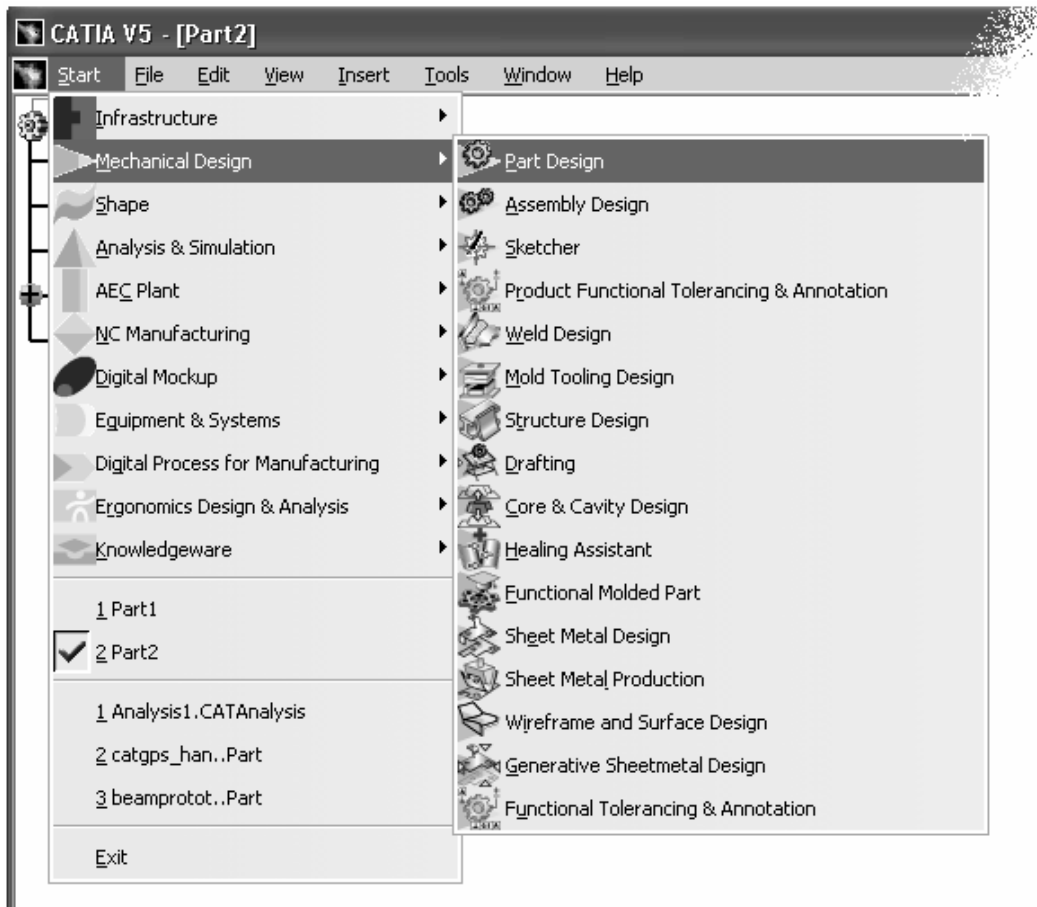 CATIA V5 - [Part2]
Start File Edit View Insert Tools Window Help
Infrastructure
Mechanical Design
Shape
Analysis & Simulation
AEC Plant
NC Manufacturing
Digital Mockup
Equipment & Systems
Digital Process for Manufacturing
Ergonomics Design & Analysis
Knowledgeware
1 Part1
2 Part2
1 Analysis1.CATAnalysis
2 catgps_han..Part
3 beamprotot..Part
Exit
Part Design
Assembly Design
Sketcher
Product Functional Tolerancing & Annotation
Weld Design
Mold Tooling Design
Structure Design
Drafting
Core & Cavity Design
Healing Assistant
Functional Molded Part
Sheet Metal Design
Sheet Metal Production
Wireframe and Surface Design
Generative Sheetmetal Design
Functional Tolerancing & Annotation